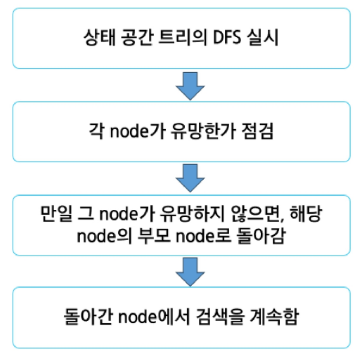 상태 공간 트리의 DFS 실시
각 node가 유망한가 점검
만일 그 node가 유망하지 않으면, 해당
node의 부모 node로 돌아감
돌아간 node에서 검색을 계속함